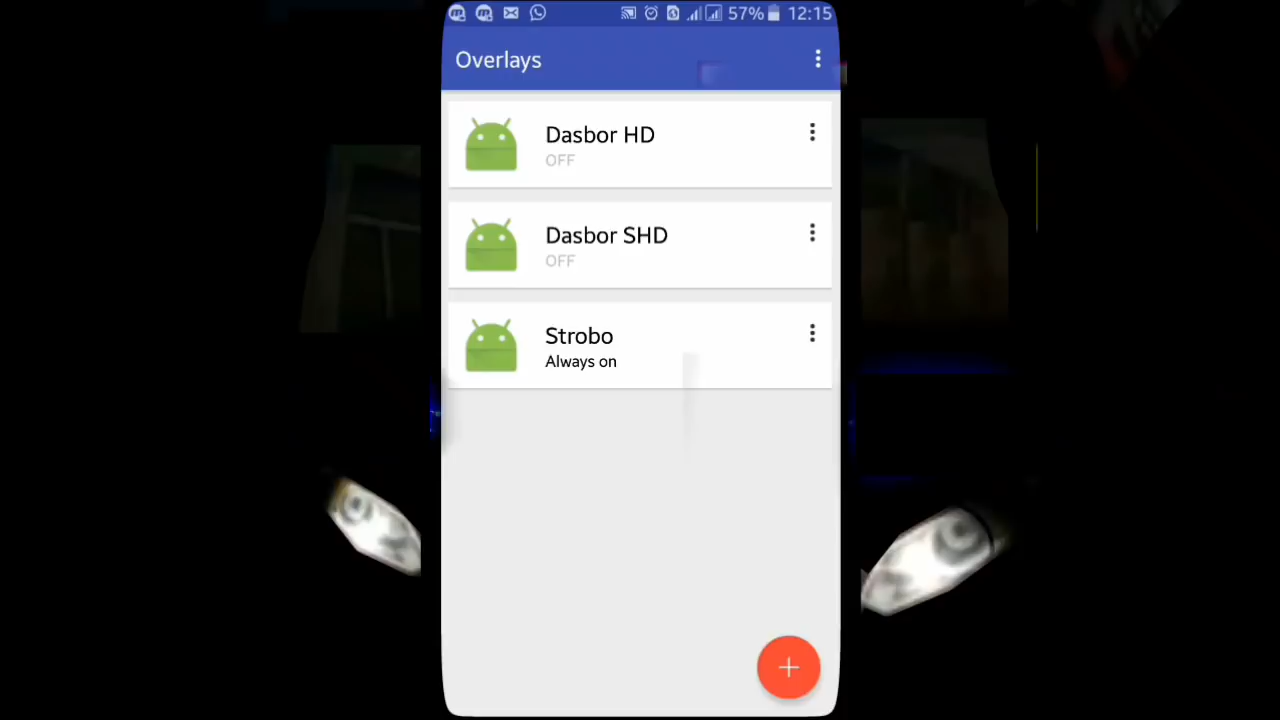 57% 12:15
Overlays
Dasbor HD
OFF
Dasbor SHD
OFF
Strobo
Always on